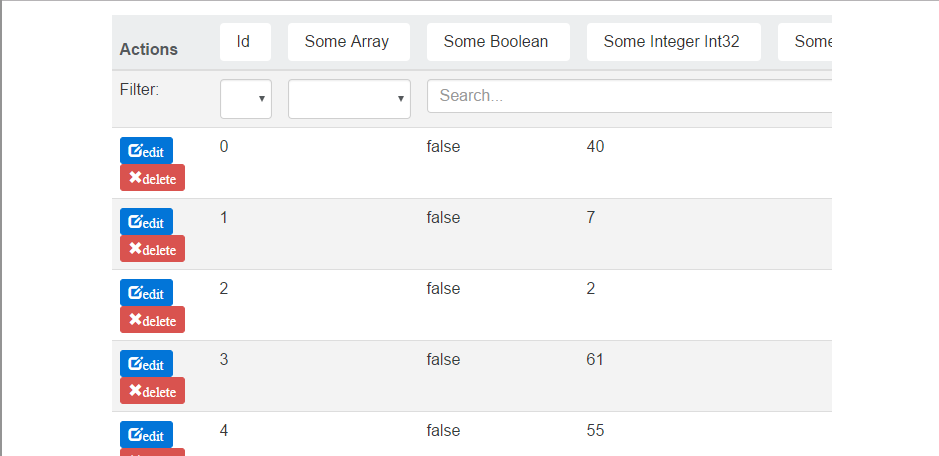 Actions Id Some Array Some Boolean Some Integer Int32 Some
Filter: Search...
edit 0 false 40
delete
edit 1 false 7
delete
edit 2 false 2
delete
edit 3 false 61
delete
edit 4 false 55